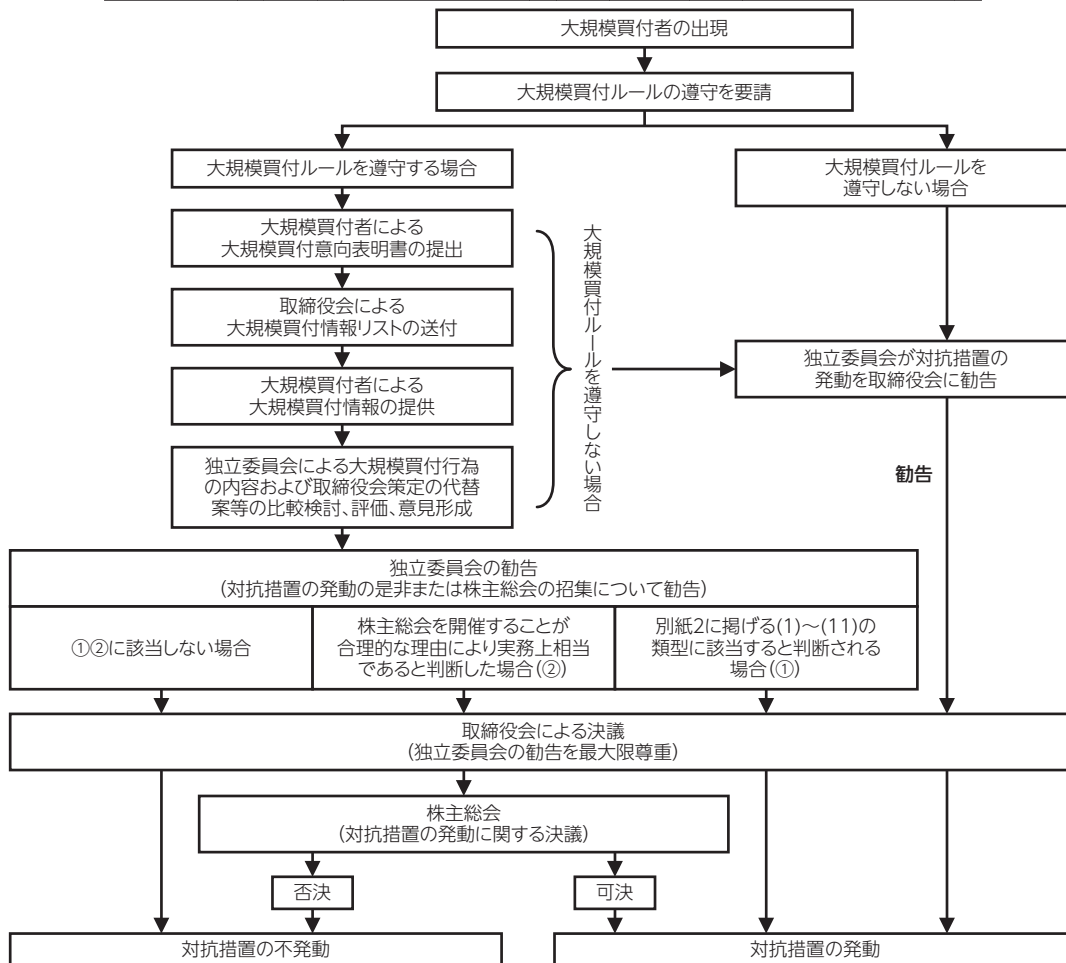 大規模買付者の出現
大規模買付ルールの遵守を要請
大規模買付ルールを遵守する場合
大規模買付ルールを
遵守しない場合
大規模買付者による
大規模買付意向表明書の提出
取締役会による
大規模買付情報リストの送付
大規模買付者による
大規模買付情報の提供
独立委員会による大規模買付行為
の内容および取締役会策定の代替
案等の比較検討、評価、意見形成
大規模買付ルールを遵守しない場合
独立委員会が対抗措置の
発動を取締役会に勧告
勧告
独立委員会の勧告
(対抗措置の発動の是非または株主総会の招集について勧告)
①②に該当しない場合
株主総会を開催することが
合理的な理由により実務上相当
であると判断した場合(②)
別紙2に掲げる(1)～(11)の
類型に該当すると判断される
場合(①)
取締役会による決議
(独立委員会の勧告を最大限尊重)
株主総会
(対抗措置の発動に関する決議)
否決
可決
対抗措置の不発動
対抗措置の発動